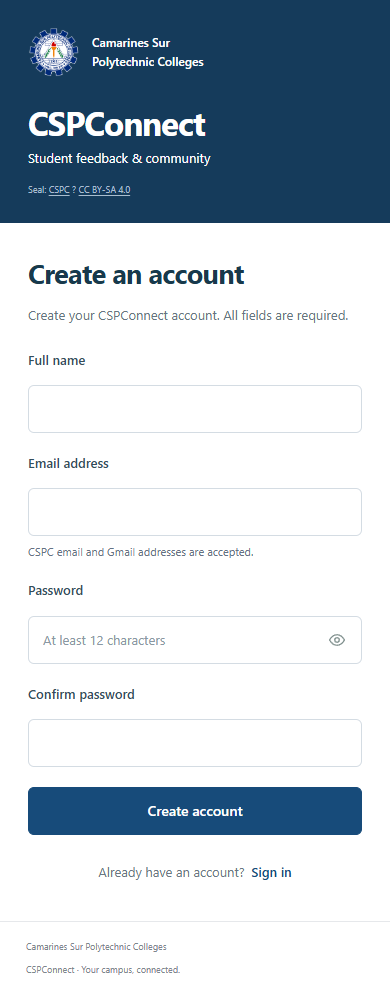 Camarines Sur
Polytechnic Colleges
CSPConnect
Student feedback & community
Seal: CSPC ? CC BY-SA 4.0
Create an account
Create your CSPConnect account. All fields are required.
Full name
Email address
CSPC email and Gmail addresses are accepted.
Password
At least 12 characters
Confirm password
Create account
Already have an account? Sign in
Camarines Sur Polytechnic Colleges
CSPConnect · Your campus, connected.